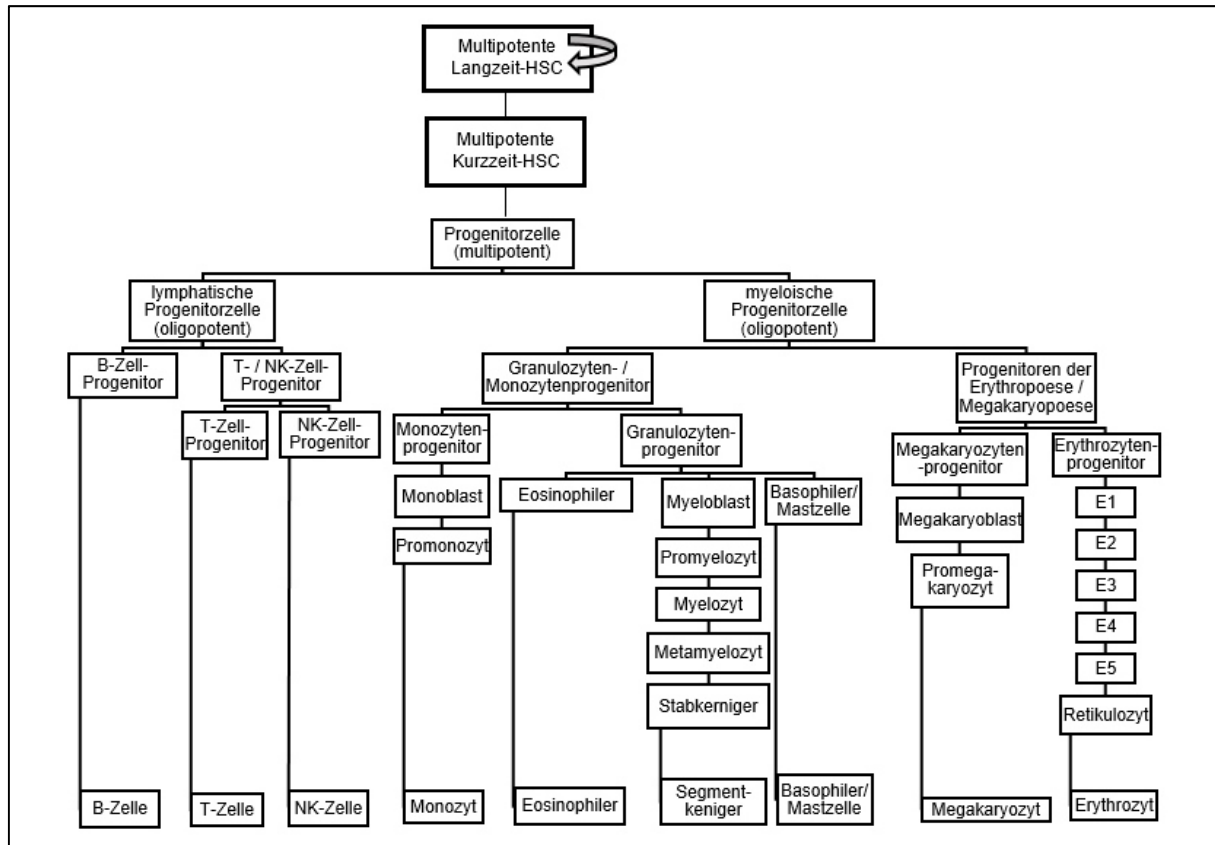 Multipotente
Langzeit-HSC
Multipotente
Kurzzeit-HSC
Progenitorzelle
(multipotent)
lymphatische
Progenitorzelle
(oligopotent)
myeloische
Progenitorzelle
(oligopotent)
B-Zell-
Progenitor
T- / NK-Zell-
Progenitor
Granulozyten- /
Monozytenprogenitor
Progenitoren der
Erythropoese /
Megakaryopoese
T-Zell-
Progenitor
NK-Zell-
Progenitor
Monozyten-
progenitor
Granulozyten-
progenitor
Megakaryozyten
-progenitor
Erythrozyten-
progenitor
Monoblast
Eosinophiler
Myeloblast
Basophiler/
Mastzelle
Megakaryoblast
E1
Promonozyt
Promyelozyt
Promega-
karyozyt
E2
Myelozyt
E3
Metamyelozyt
E4
Stabkerniger
E5
Retikulozyt
B-Zelle
T-Zelle
NK-Zelle
Monozyt
Eosinophiler
Segment-
keniger
Basophiler/
Mastzelle
Megakaryozyt
Erythrozyt